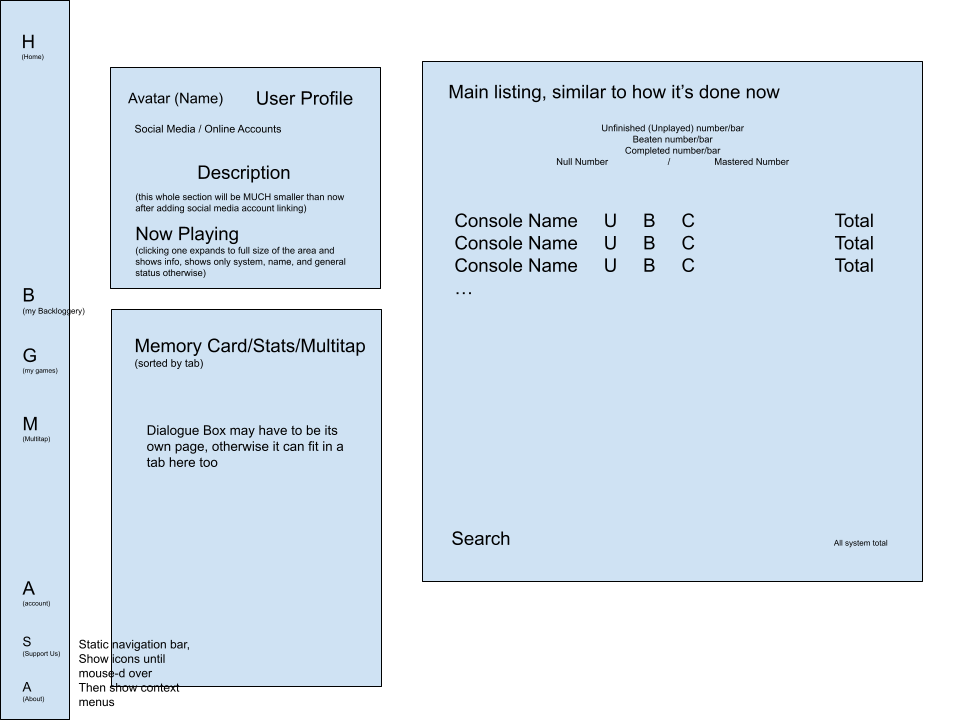 H
(Home)
B
(my Backloggery)
G
(my games)
M
(Multitap)
A
(account)
S
(Support Us)
A
(About)
Static navigation bar,
Show icons until
mouse-d over
Then show context
menus
Avatar (Name) User Profile
Social Media / Online Accounts
Description
(this whole section will be MUCH smaller than now
after adding social media account linking)
Now Playing
(clicking one expands to full size of the area and
shows info, shows only system, name, and general
status otherwise)
Memory Card/Stats/Multitap
(sorted by tab)
Dialogue Box may have to be its
own page, otherwise it can fit in a
tab here too
Main listing, similar to how it’s done now
Unfinished (Unplayed) number/bar
Beaten number/bar
Completed number/bar
Null Number / Mastered Number
Console Name U B C Total
Console Name U B C Total
Console Name U B C Total
…
Search All system total